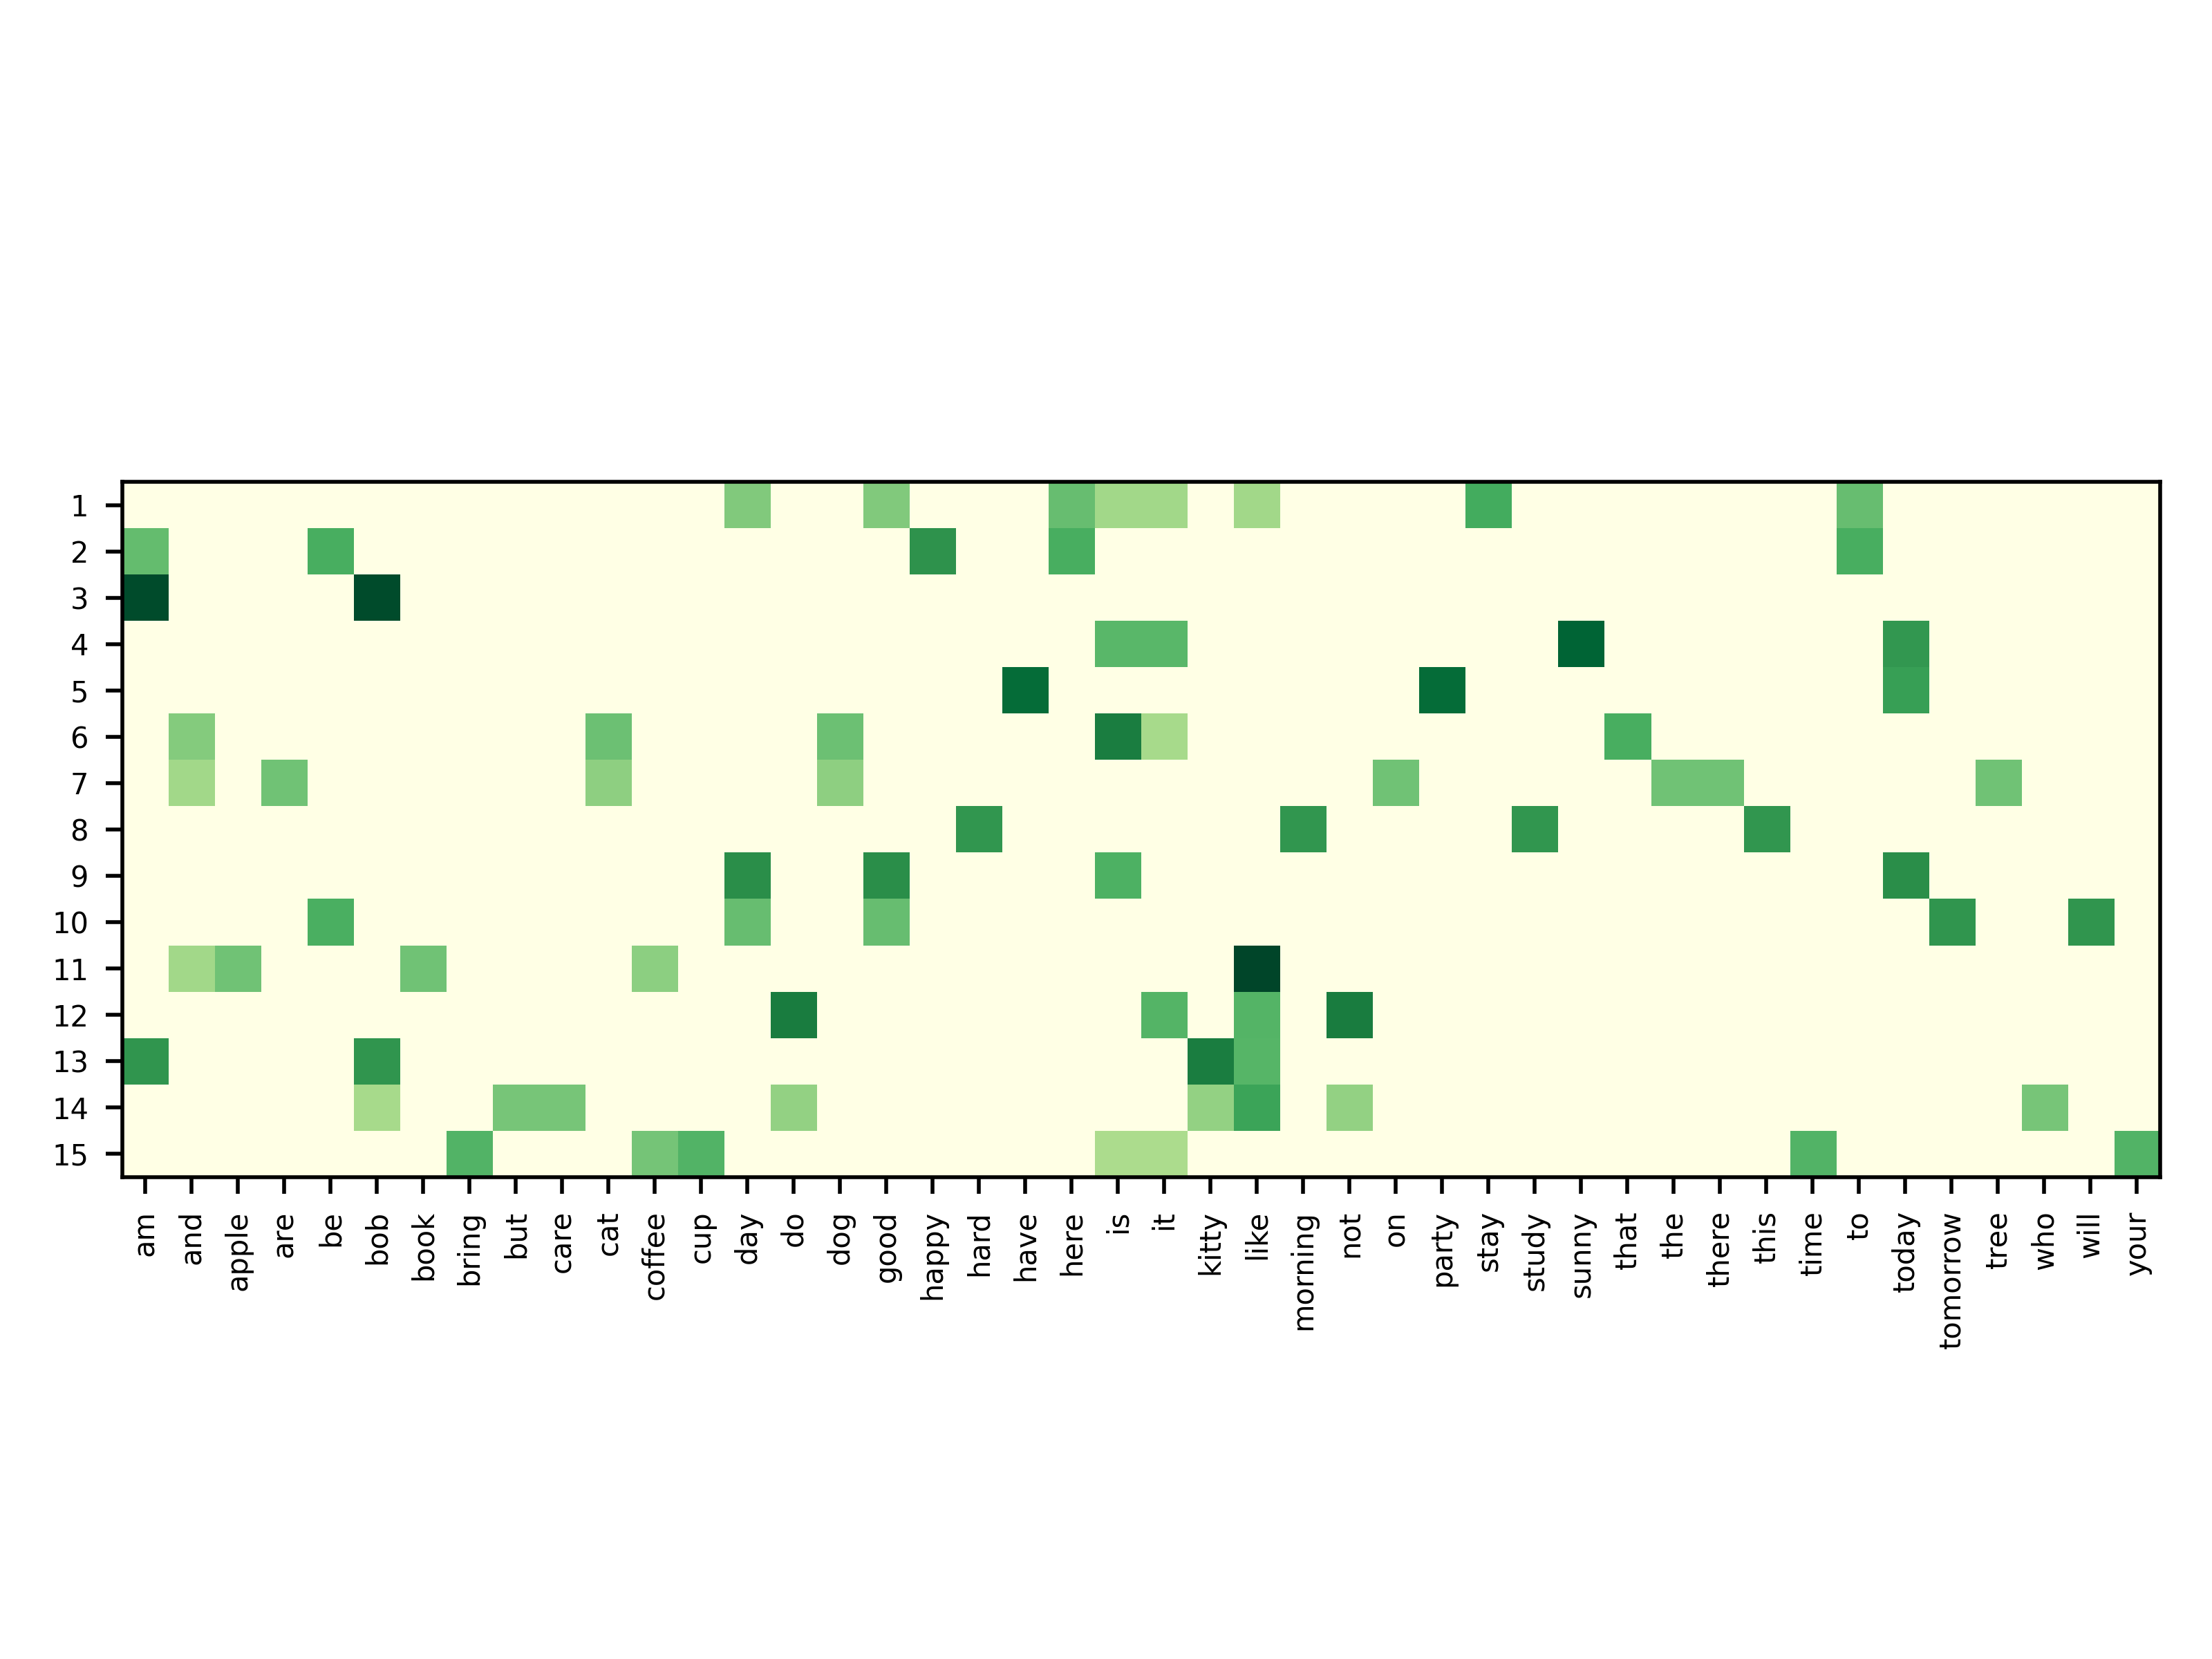 1
2
3
4
5
6
7
8
9
10
11
12
13
14
15
am
and
apple
are
be
bob
book
bring
but
care
cat
coffee
cup
day
do
dog
good
happy
hard
have
here
is
it
kitty
like
morning
not
on
party
stay
study
sunny
that
the
there
this
time
to
today
tomorrow
tree
who
will
your